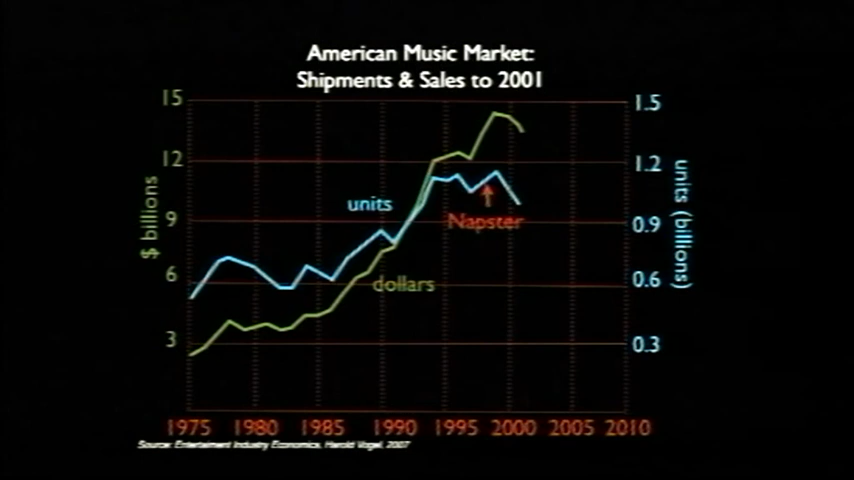 American Music Market:
Shipments & Sales to 2001
15
12
9
6
3
$ billions
1.5
1.2
0.9
0.6
0.3
units (billions)
units
Napster
dollars
1975 1980 1985 1990 1995 2000 2005 2010
Source: Entertainment Industry Economics, Harold Vogel, 2007